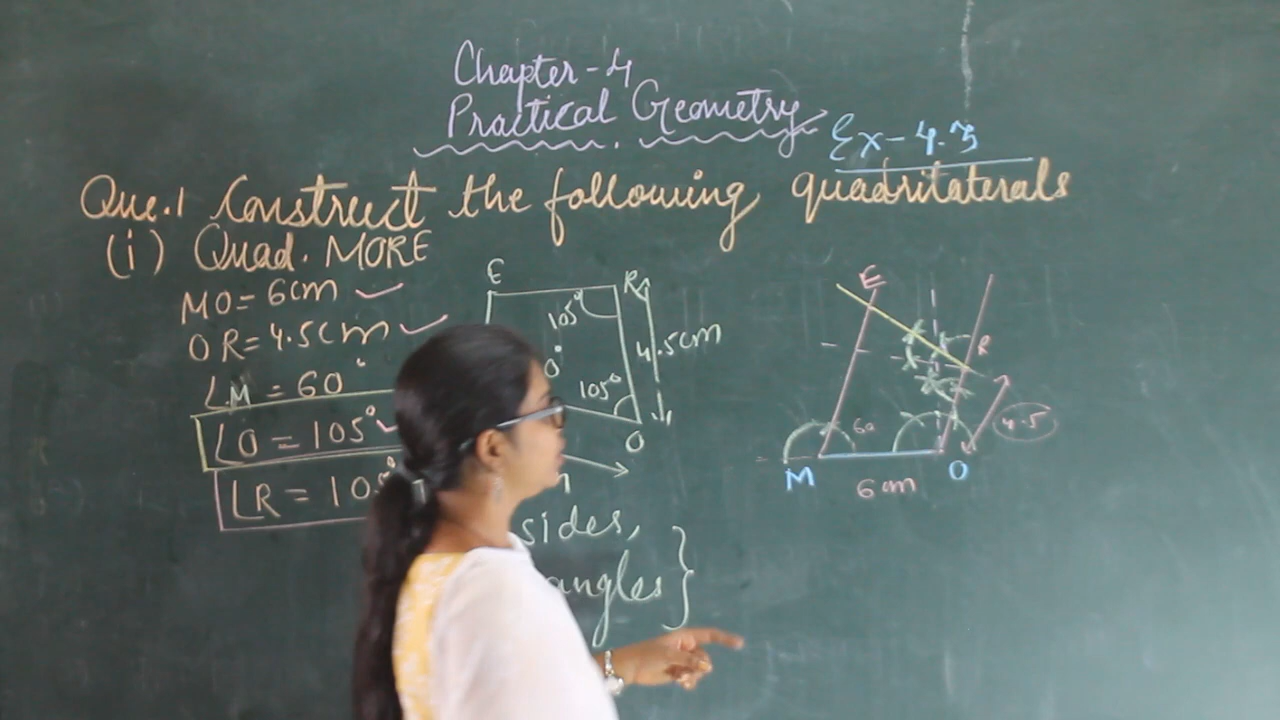 Chapter-4
Practical Geometry
Ex-4.3
Que.1 Construct the following quadritaterals
(i) Quad. MORE
MO=6cm
OR=4.5cm
∠M=60°
∠O=105°
∠R=105°
E
R
105°
4.5cm
105°
O
sides,
angles}
E
R
60
4.5
M
6cm
O